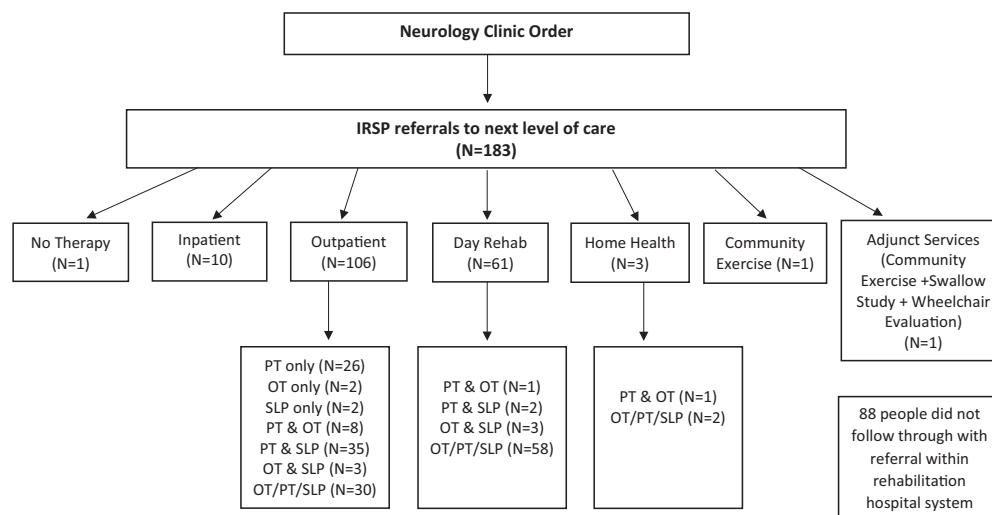 Neurology Clinic Order
IRSP referrals to next level of care
(N=183)
No Therapy
(N=1)
Inpatient
(N=10)
Outpatient
(N=106)
Day Rehab
(N=61)
Home Health
(N=3)
Community
Exercise (N=1)
Adjunct Services
(Community
Exercise +Swallow
Study + Wheelchair
Evaluation)
(N=1)
PT only (N=26)
OT only (N=2)
SLP only (N=2)
PT & OT (N=8)
PT & SLP (N=35)
OT & SLP (N=3)
OT/PT/SLP (N=30)
PT & OT (N=1)
PT & SLP (N=2)
OT & SLP (N=3)
OT/PT/SLP (N=58)
PT & OT (N=1)
OT/PT/SLP (N=2)
88 people did not
follow through with
referral within
rehabilitation
hospital system